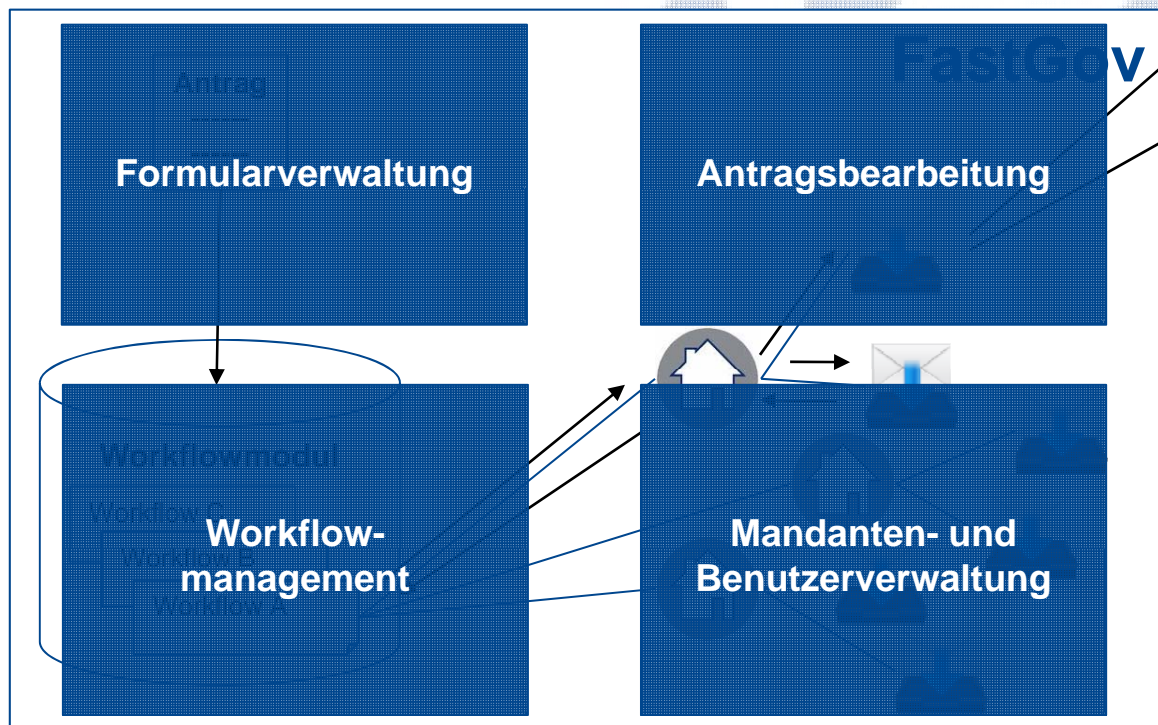 FastGov
Antrag
------
------
Formularverwaltung
Antragsbearbeitung
Workflowmodul
Workflow C
Workflow B
Workflow A
Workflow-
management
Mandanten- und
Benutzerverwaltung